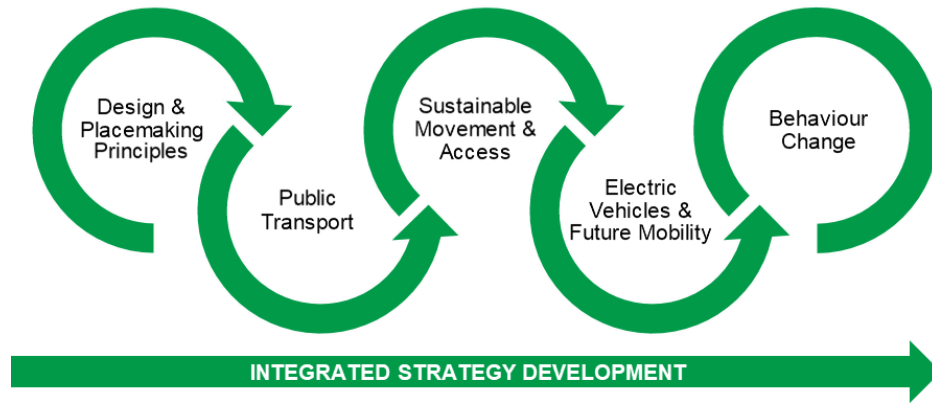 Design &
Placemaking
Principles
Public
Transport
Sustainable
Movement &
Access
Electric
Vehicles &
Future Mobility
Behaviour
Change
INTEGRATED STRATEGY DEVELOPMENT